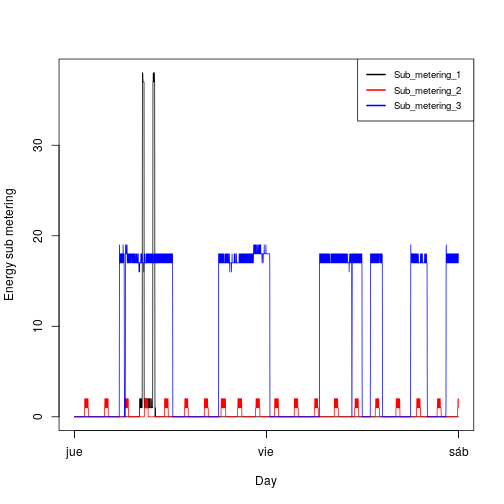 Sub_metering_1
Sub_metering_2
Sub_metering_3
Energy sub metering
30
20
10
0
jue vie sáb
Day